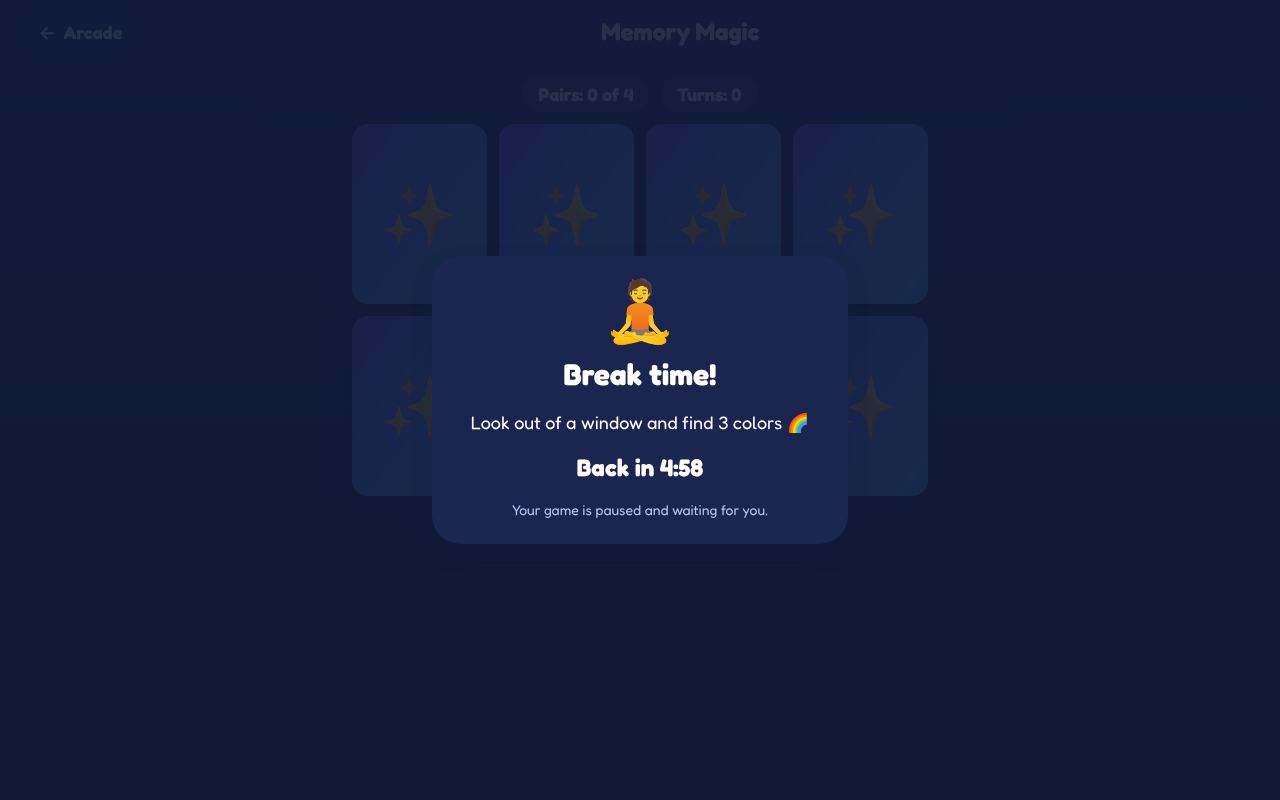 ← Arcade
Memory Magic
Pairs: 0 of 4
Turns: 0
Break time!
Look out of a window and find 3 colors 🌈
Back in 4:58
Your game is paused and waiting for you.